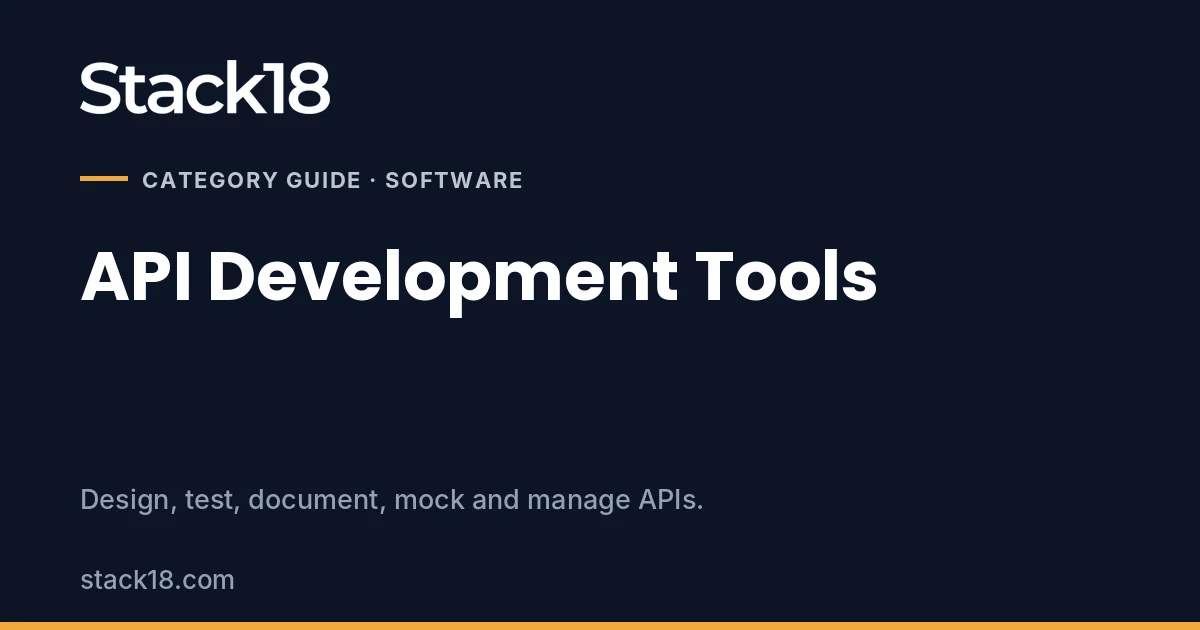 Stack18
CATEGORY GUIDE · SOFTWARE
API Development Tools
Design, test, document, mock and manage APIs.
stack18.com